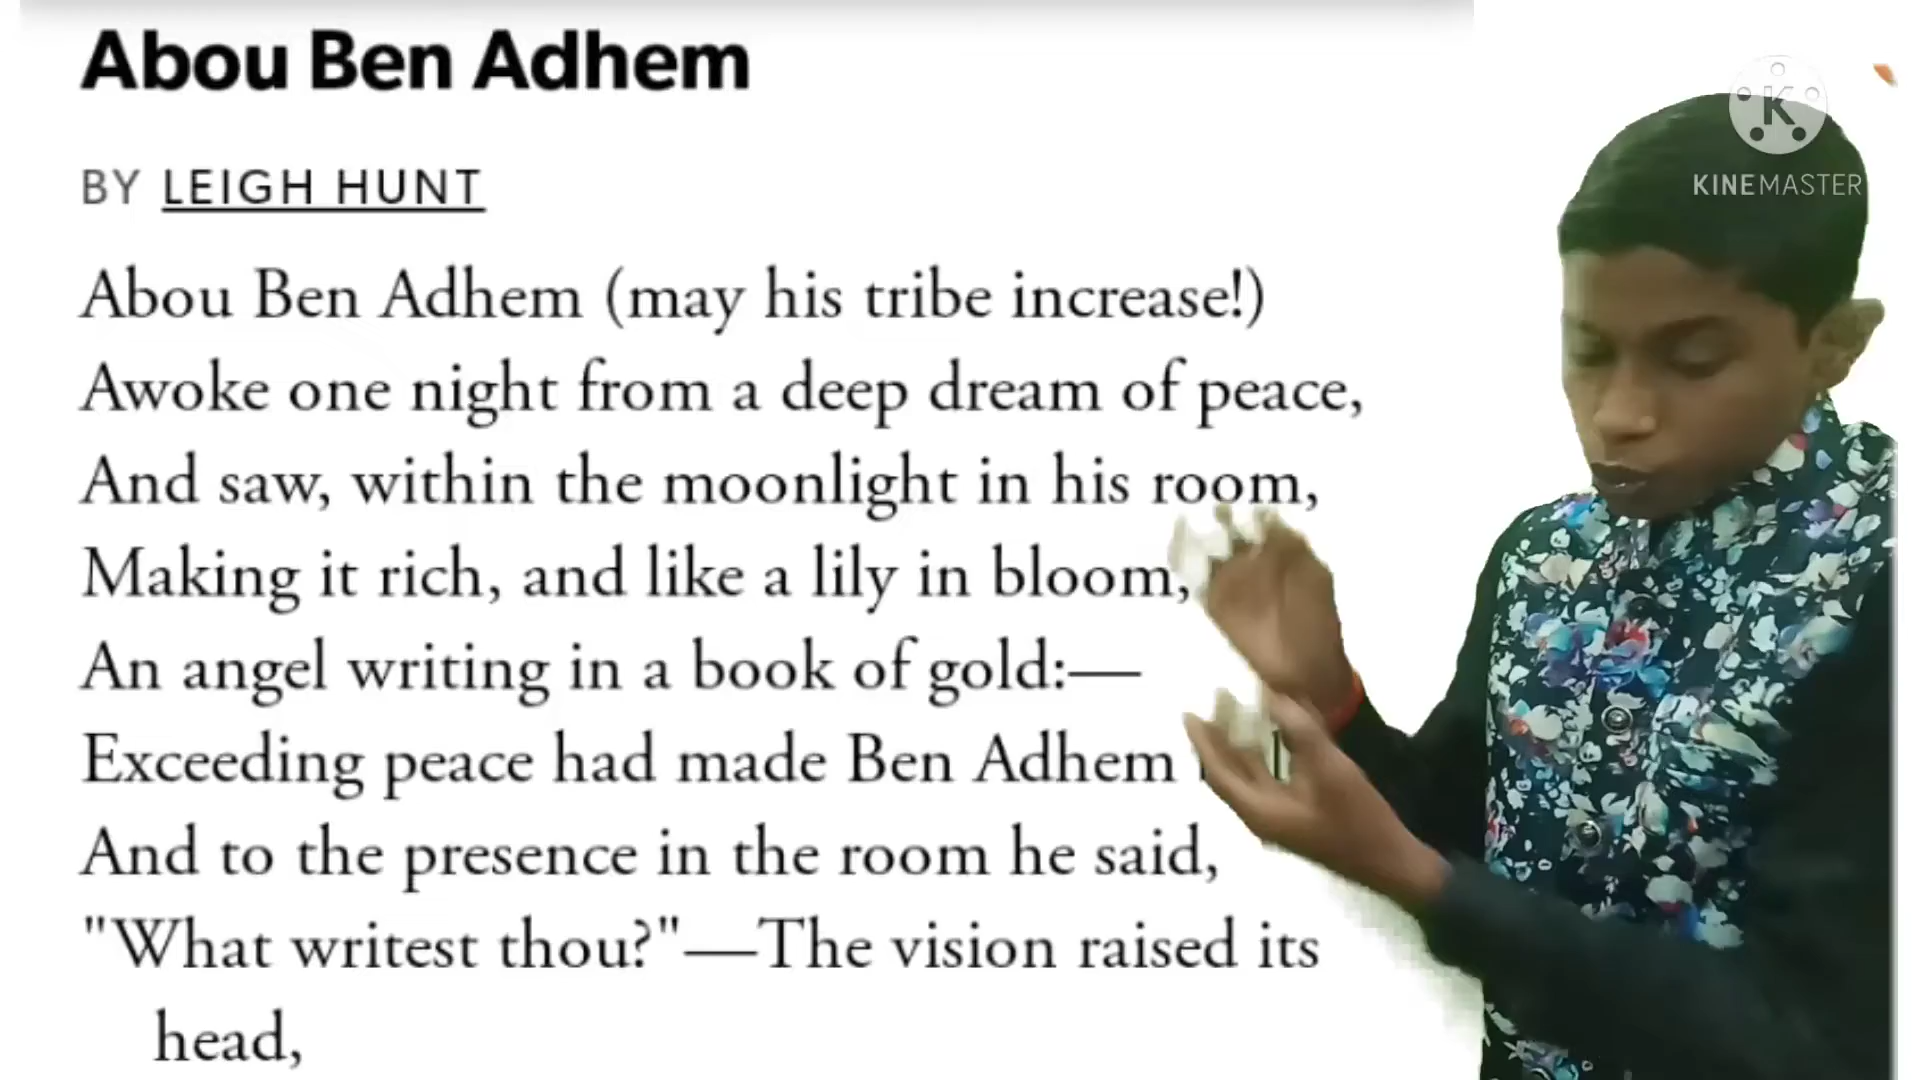 Abou Ben Adhem
BY LEIGH HUNT
Abou Ben Adhem (may his tribe increase!)
Awoke one night from a deep dream of peace,
And saw, within the moonlight in his room,
Making it rich, and like a lily in bloom,
An angel writing in a book of gold:—
Exceeding peace had made Ben Adhem
And to the presence in the room he said,
"What writest thou?"—The vision raised its
head,
K
KINEMASTER